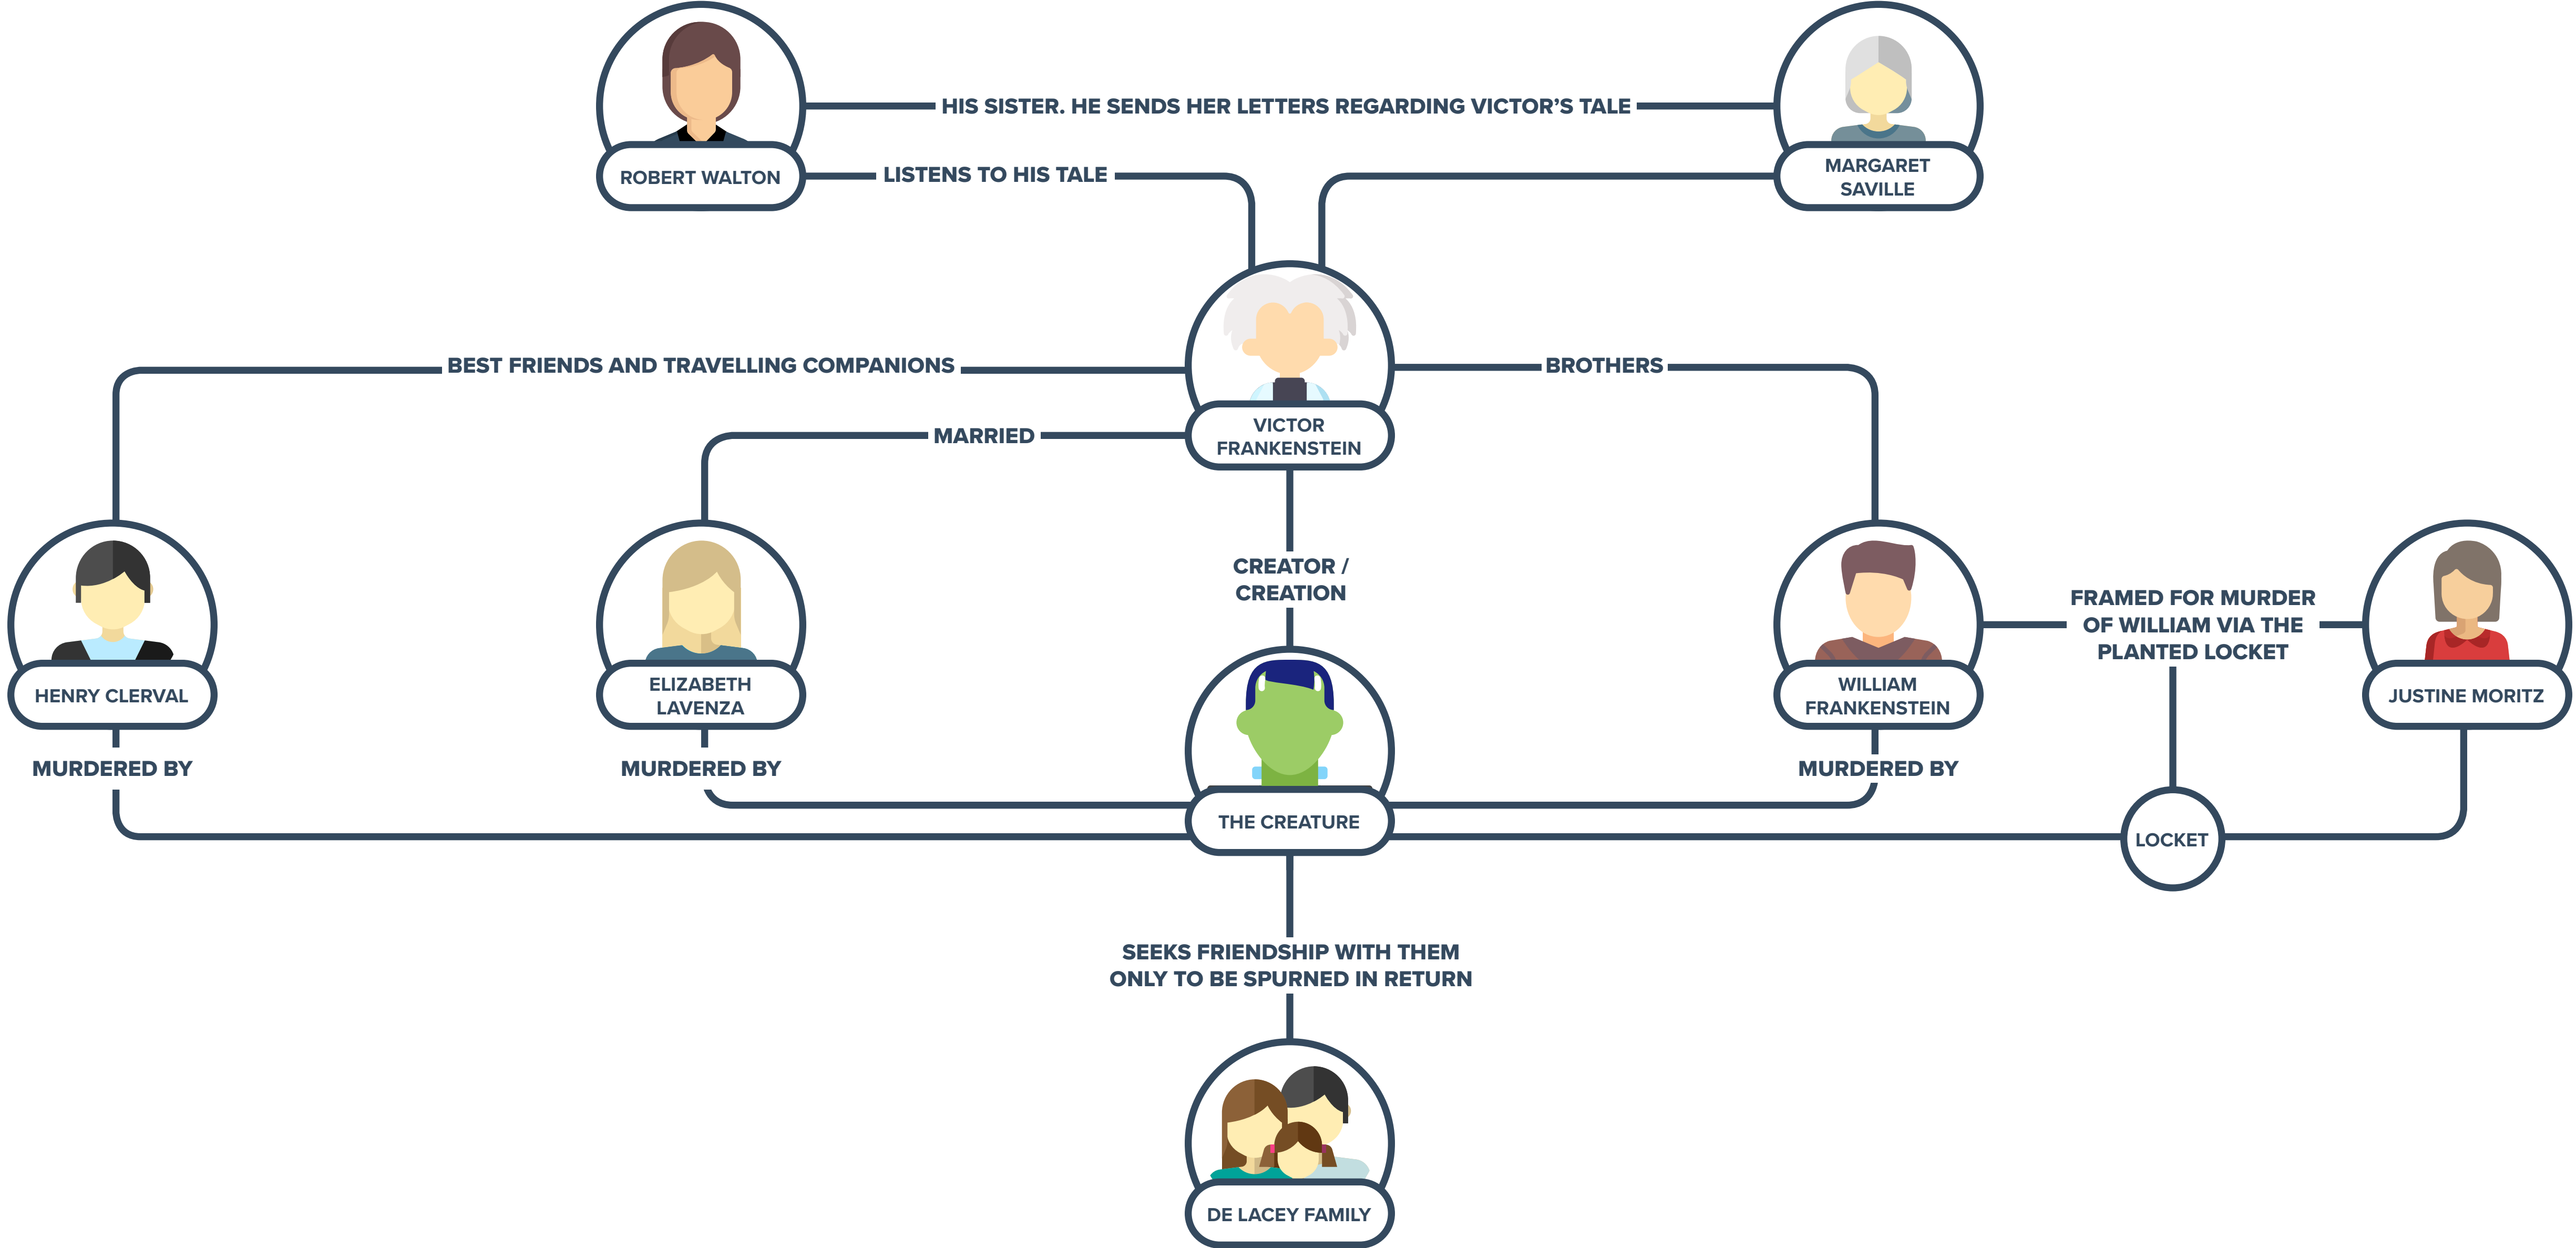 HIS SISTER. HE SENDS HER LETTERS REGARDING VICTOR'S TALE
ROBERT WALTON
LISTENS TO HIS TALE
MARGARET
SAVILLE
BEST FRIENDS AND TRAVELLING COMPANIONS
BROTHERS
VICTOR
FRANKENSTEIN
MARRIED
CREATOR /
CREATION
FRAMED FOR MURDER
OF WILLIAM VIA THE
PLANTED LOCKET
HENRY CLERVAL
ELIZABETH
LAVENZA
WILLIAM
FRANKENSTEIN
JUSTINE MORITZ
MURDERED BY
MURDERED BY
MURDERED BY
THE CREATURE
LOCKET
SEEKS FRIENDSHIP WITH THEM
ONLY TO BE SPURNED IN RETURN
DE LACEY FAMILY